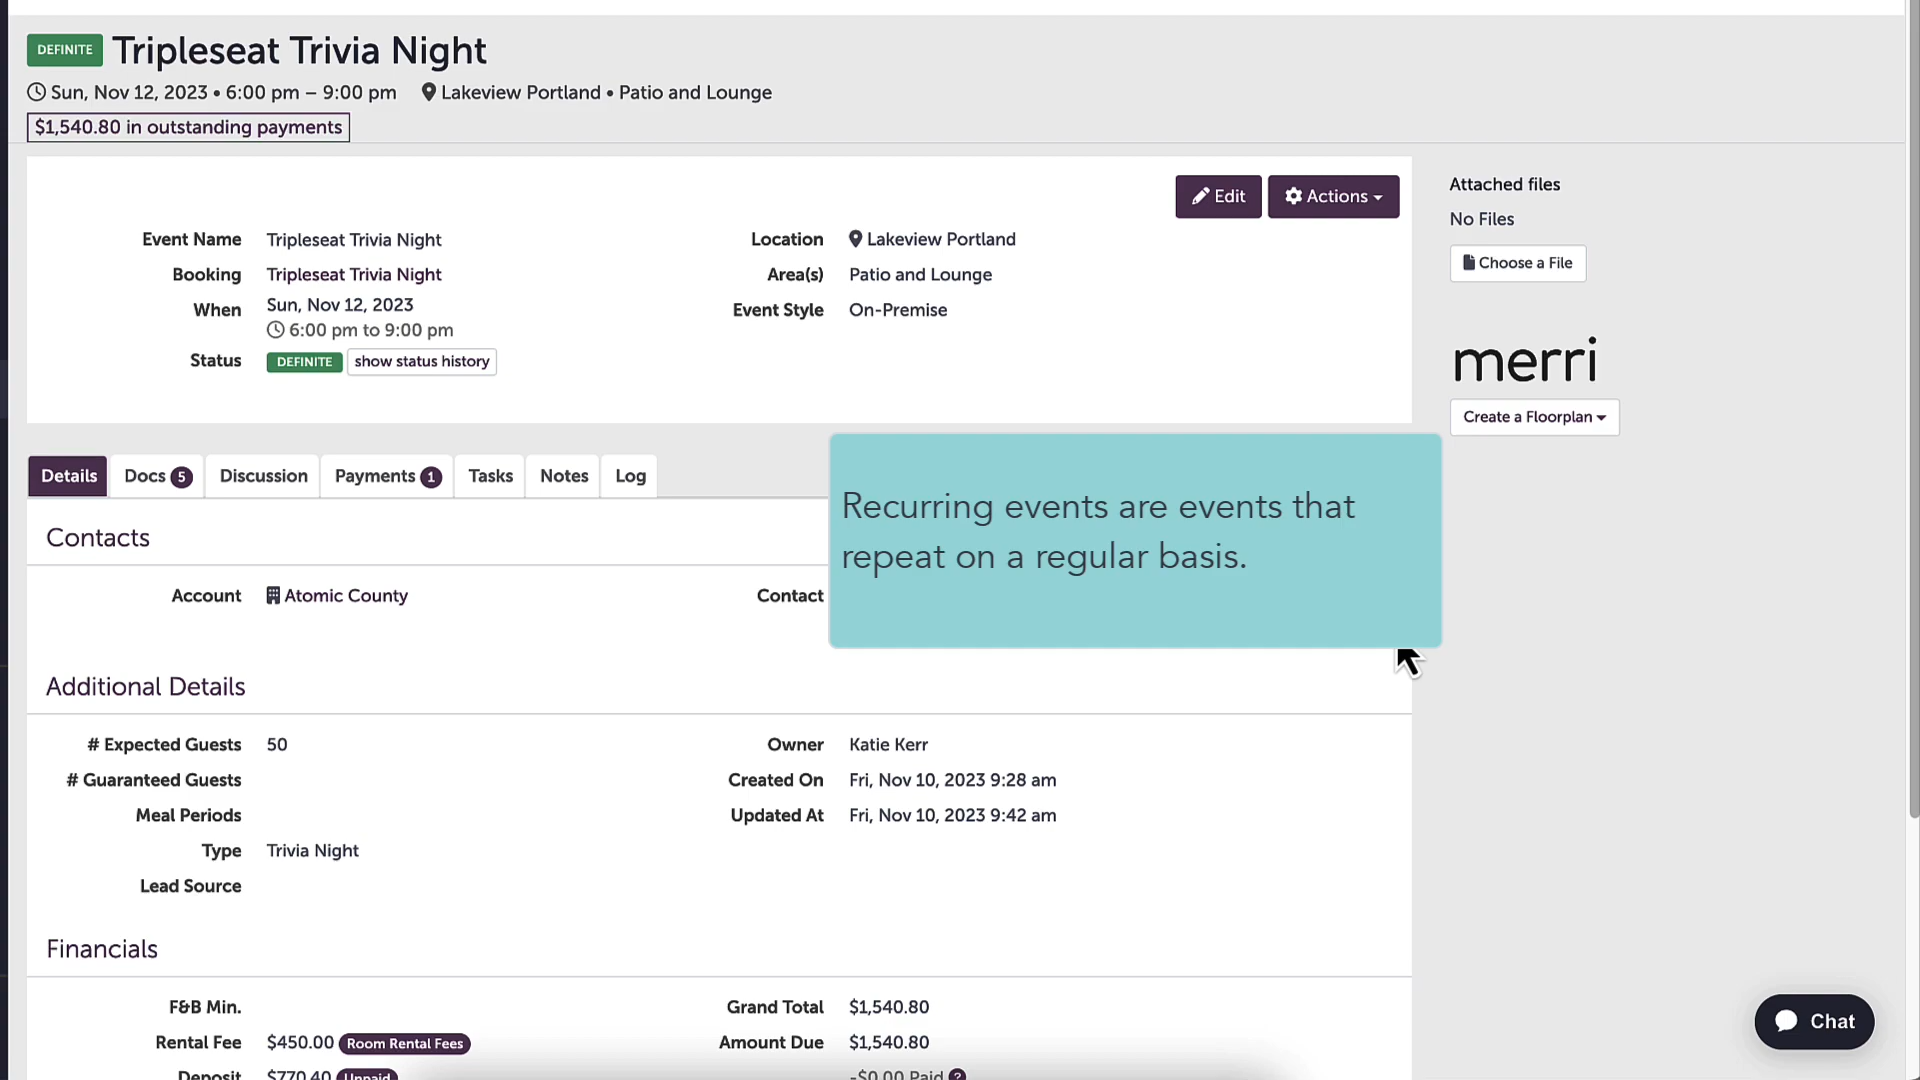 DEFINITE Tripleseat Trivia Night
Sun, Nov 12, 2023 • 6:00 pm – 9:00 pm Lakeview Portland • Patio and Lounge
$1,540.80 in outstanding payments
Edit Actions
Event Name Tripleseat Trivia Night
Booking Tripleseat Trivia Night
When Sun, Nov 12, 2023
6:00 pm to 9:00 pm
Status DEFINITE show status history
Location Lakeview Portland
Area(s) Patio and Lounge
Event Style On-Premise
Attached files
No Files
Choose a File
merri
Create a Floorplan
Details Docs 5 Discussion Payments 1 Tasks Notes Log
Recurring events are events that
repeat on a regular basis.
Contacts
Account Atomic County
Contact
Additional Details
# Expected Guests 50
# Guaranteed Guests
Meal Periods
Type Trivia Night
Lead Source
Owner Katie Kerr
Created On Fri, Nov 10, 2023 9:28 am
Updated At Fri, Nov 10, 2023 9:42 am
Financials
F&B Min.
Rental Fee $450.00 Room Rental Fees
Deposit $770.40 Unpaid
Grand Total $1,540.80
Amount Due $1,540.80
-$0.00 Paid ?
Chat